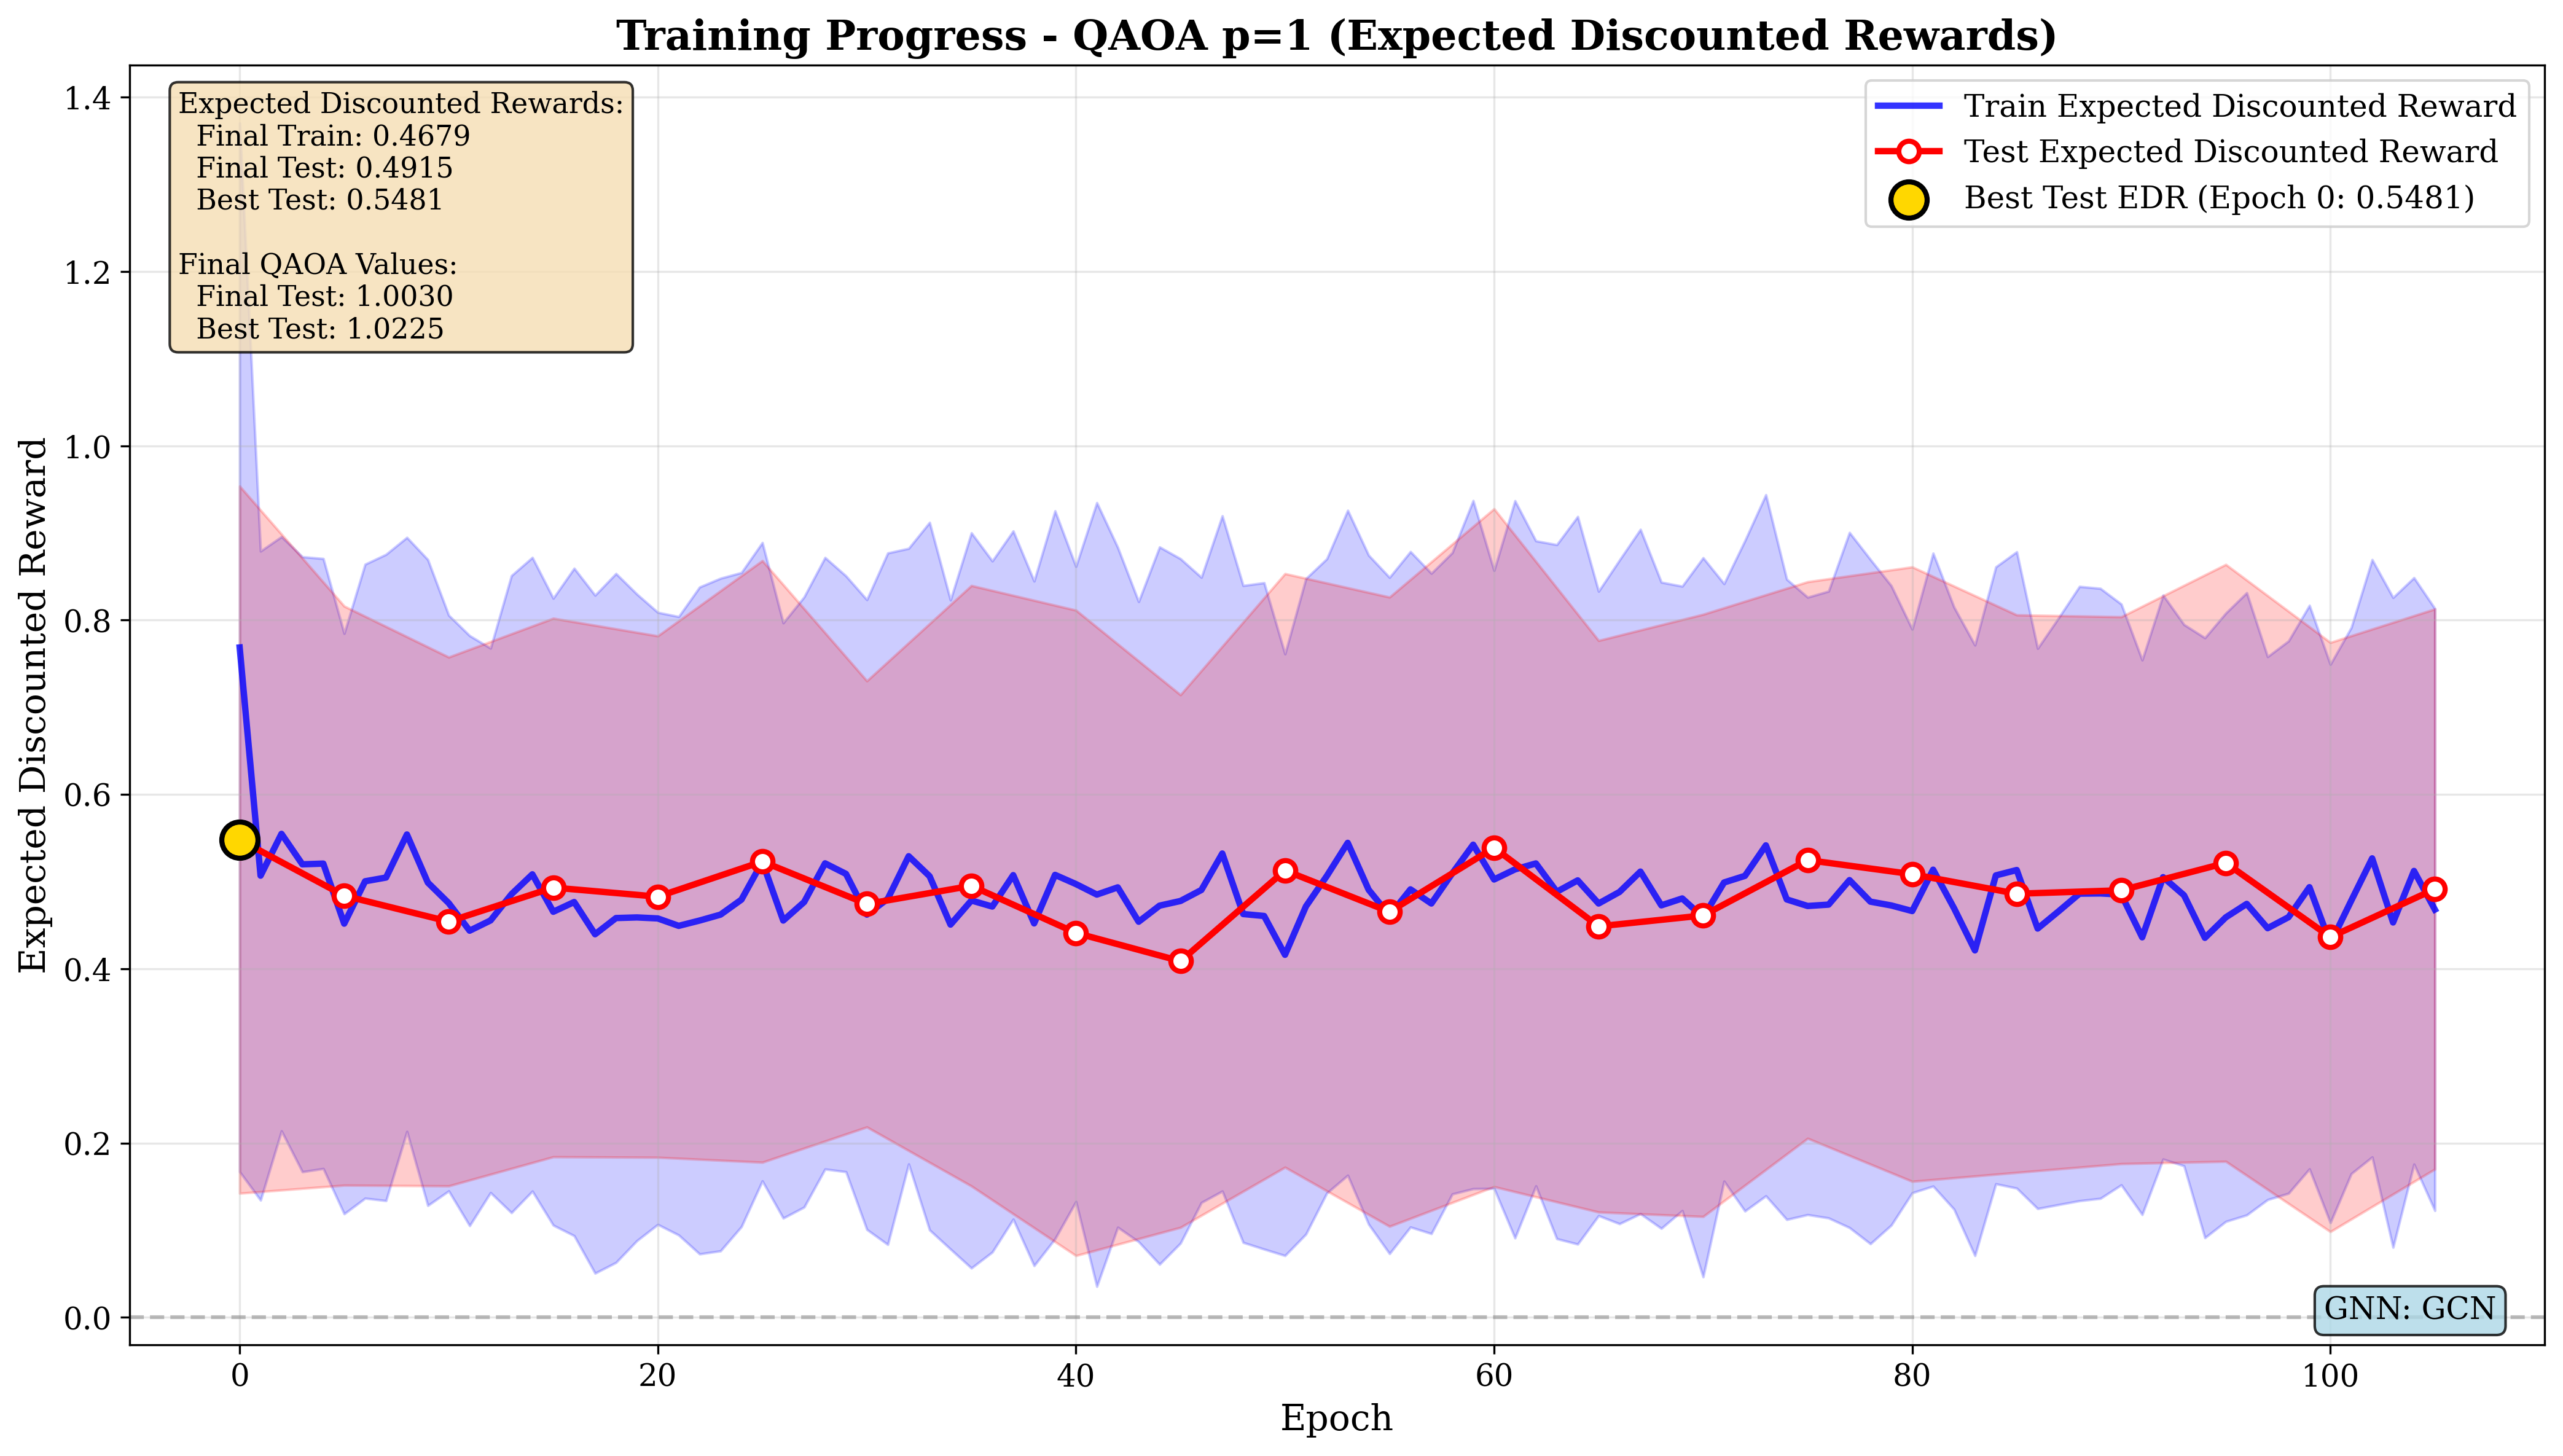 Training Progress - QAOA p=1 (Expected Discounted Rewards)
Expected Discounted Rewards:
Final Train: 0.4679
Final Test: 0.4915
Best Test: 0.5481
Final QAOA Values:
Final Test: 1.0030
Best Test: 1.0225
Train Expected Discounted Reward
Test Expected Discounted Reward
Best Test EDR (Epoch 0: 0.5481)
Expected Discounted Reward
1.4
1.2
1.0
0.8
0.6
0.4
0.2
0.0
GNN: GCN
0
20
40
60
80
100
Epoch